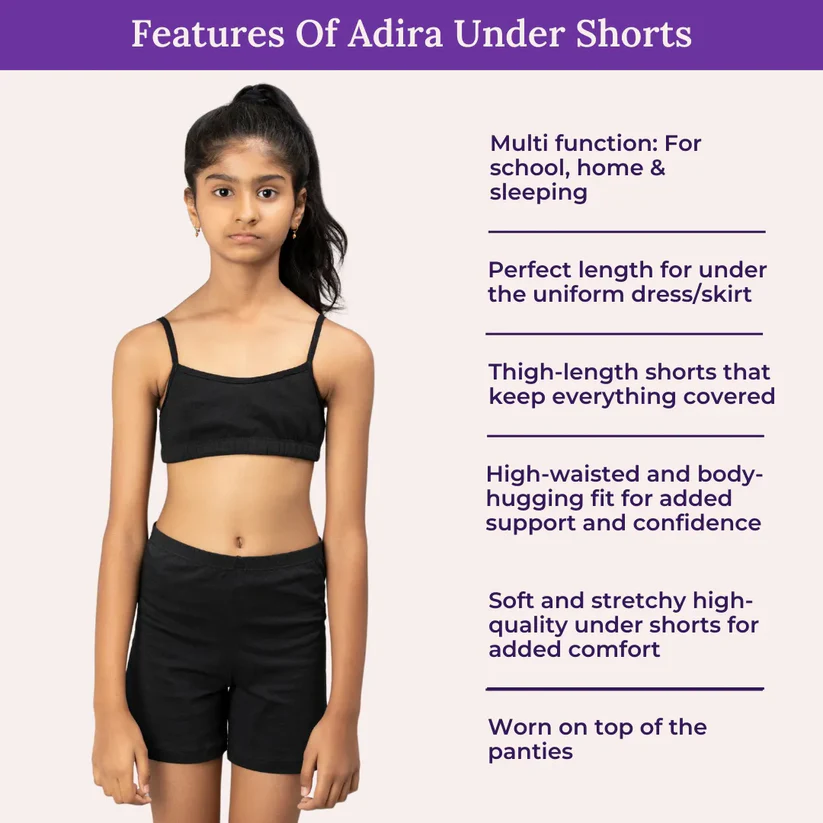 Features Of Adira Under Shorts
Multi function: For
school, home &
sleeping
Perfect length for under
the uniform dress/skirt
Thigh-length shorts that
keep everything covered
High-waisted and body-
hugging fit for added
support and confidence
Soft and stretchy high-
quality under shorts for
added comfort
Worn on top of the
panties